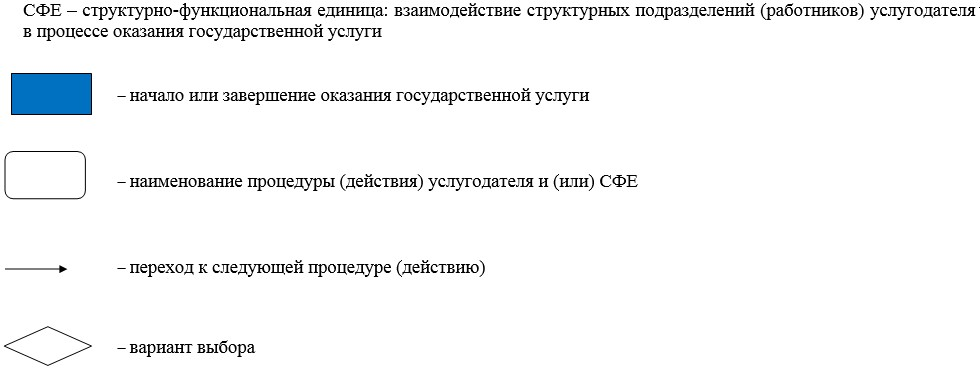 СФЕ – структурно-функциональная единица: взаимодействие структурных подразделений (работников) услугодателя
в процессе оказания государственной услуги
– начало или завершение оказания государственной услуги
– наименование процедуры (действия) услугодателя и (или) СФЕ
– переход к следующей процедуре (действию)
– вариант выбора